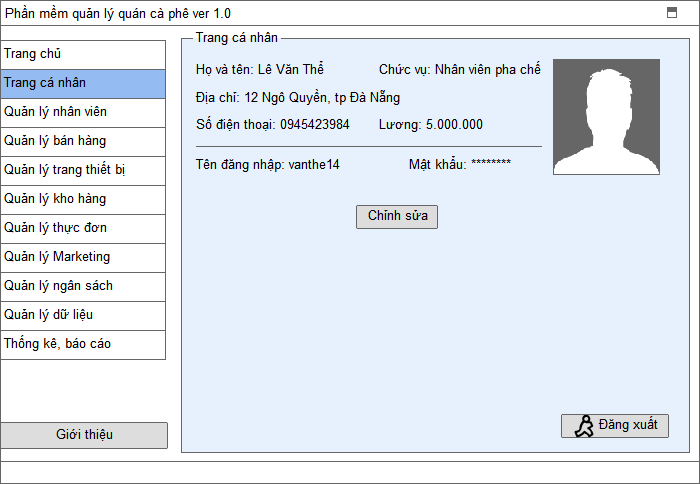 Phần mềm quản lý quán cà phê ver 1.0
Trang chủ
Trang cá nhân
Quản lý nhân viên
Quản lý bán hàng
Quản lý trang thiết bị
Quản lý kho hàng
Quản lý thực đơn
Quản lý Marketing
Quản lý ngân sách
Quản lý dữ liệu
Thống kê, báo cáo
Giới thiệu
Trang cá nhân
Họ và tên: Lê Văn Thể Chức vụ: Nhân viên pha chế
Địa chỉ: 12 Ngô Quyền, tp Đà Nẵng
Số điện thoại: 0945423984 Lương: 5.000.000
Tên đăng nhập: vanthe14 Mật khẩu: ********
Chỉnh sửa
Đăng xuất